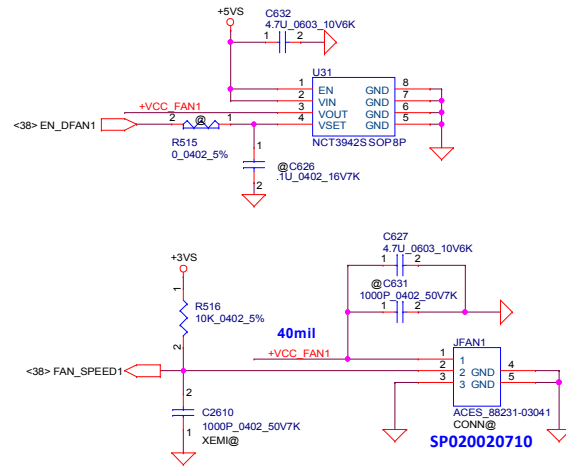 +5VS
C632
4.7U_0603_10V6K
1 2
U31
1 EN GND 8
2 VIN GND 7
3 VOUT GND 6
4 VSET GND 5
NCT3942S SOP8P
+VCC_FAN1
<38> EN_DFAN1
2 @ 1
R515
0_0402_5%
1
@C626
.1U_0402_16V7K
2
+3VS
1
R516
10K_0402_5%
2
<38> FAN_SPEED1
2
C2610
1000P_0402_50V7K
1
XEMI@
C627
4.7U_0603_10V6K
1 2
@C631
1000P_0402_50V7K
1 2
40mil
+VCC_FAN1
JFAN1
1 1
2 2 GND 4
3 3 GND 5
ACES_88231-03041
CONN@
SP020020710